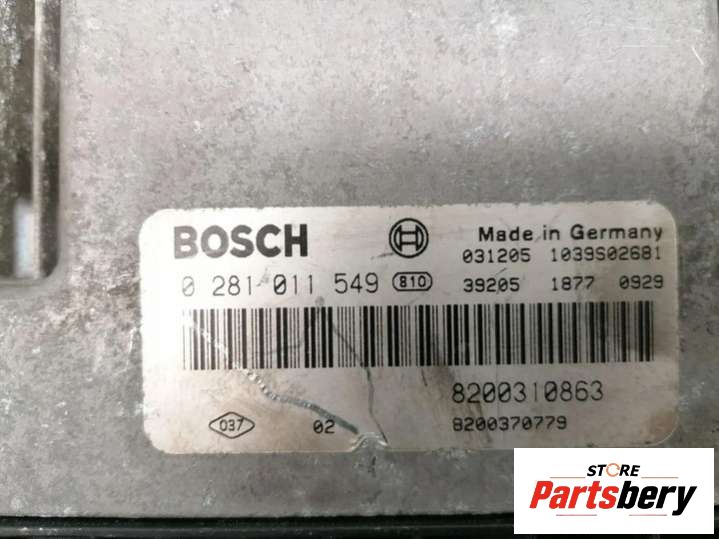 BOSCH Made in Germany
031205 1039S02681
0 281 011 549 810 39205 1877 0929
8200310863
037 02 8200370779
STORE
Partsbery